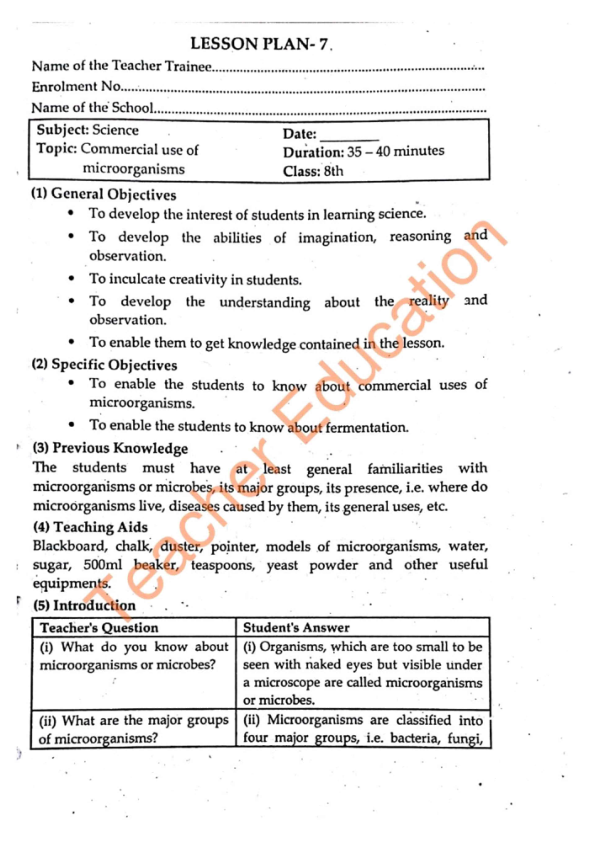 LESSON PLAN- 7.
Name of the Teacher Trainee..............................................................................
Enrolment No.........................................................................................................
Name of the School................................................................................................
Subject: Science
Topic: Commercial use of
microorganisms
Date: ________
Duration: 35 – 40 minutes
Class: 8th
(1) General Objectives
• To develop the interest of students in learning science.
• To develop the abilities of imagination, reasoning and
observation.
• To inculcate creativity in students.
• To develop the understanding about the reality and
observation.
• To enable them to get knowledge contained in the lesson.
(2) Specific Objectives
• To enable the students to know about commercial uses of
microorganisms.
• To enable the students to know about fermentation.
(3) Previous Knowledge
The students must have at least general familiarities with
microorganisms or microbes, its major groups, its presence, i.e. where do
microorganisms live, diseases caused by them, its general uses, etc.
(4) Teaching Aids
Blackboard, chalk, duster, pointer, models of microorganisms, water,
sugar, 500ml beaker, teaspoons, yeast powder and other useful
equipments.
(5) Introduction
Teacher's Question
Student's Answer
(i) What do you know about
microorganisms or microbes?
(i) Organisms, which are too small to be
seen with naked eyes but visible under
a microscope are called microorganisms
or microbes.
(ii) What are the major groups
of microorganisms?
(ii) Microorganisms are classified into
four major groups, i.e. bacteria, fungi,
Teacher Education